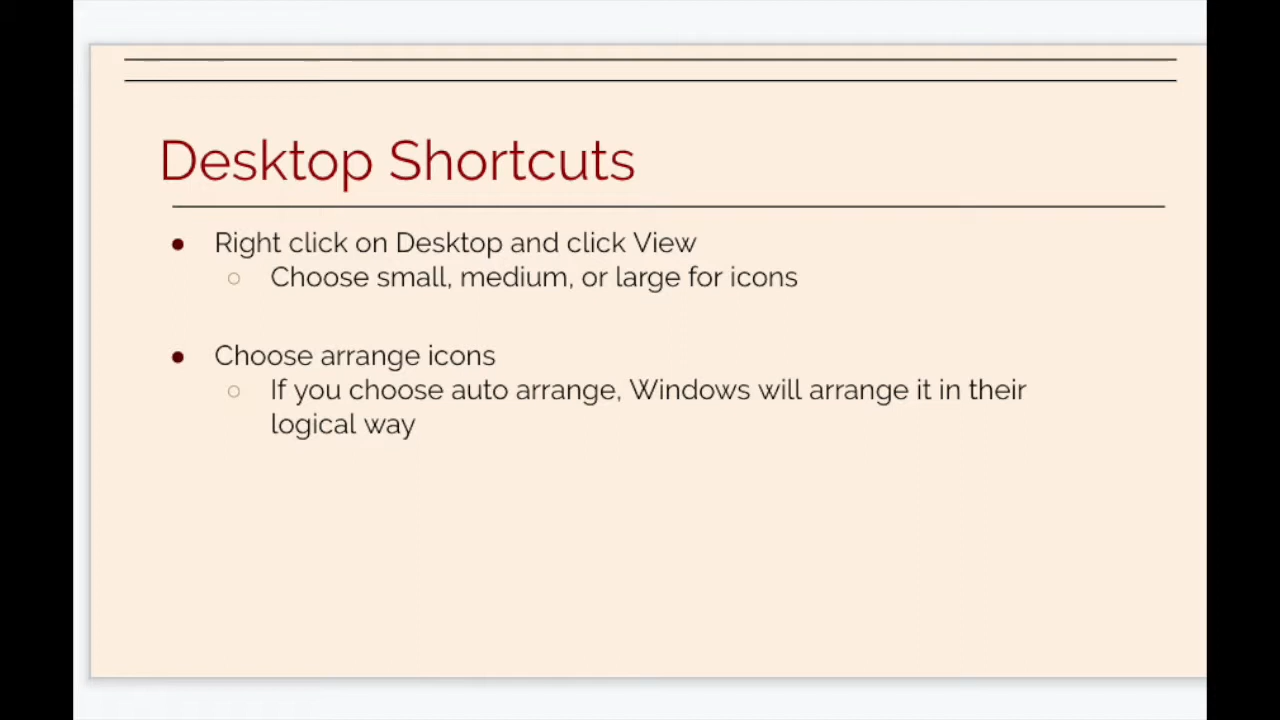 Desktop Shortcuts
● Right click on Desktop and click View
○ Choose small, medium, or large for icons
● Choose arrange icons
○ If you choose auto arrange, Windows will arrange it in their
logical way